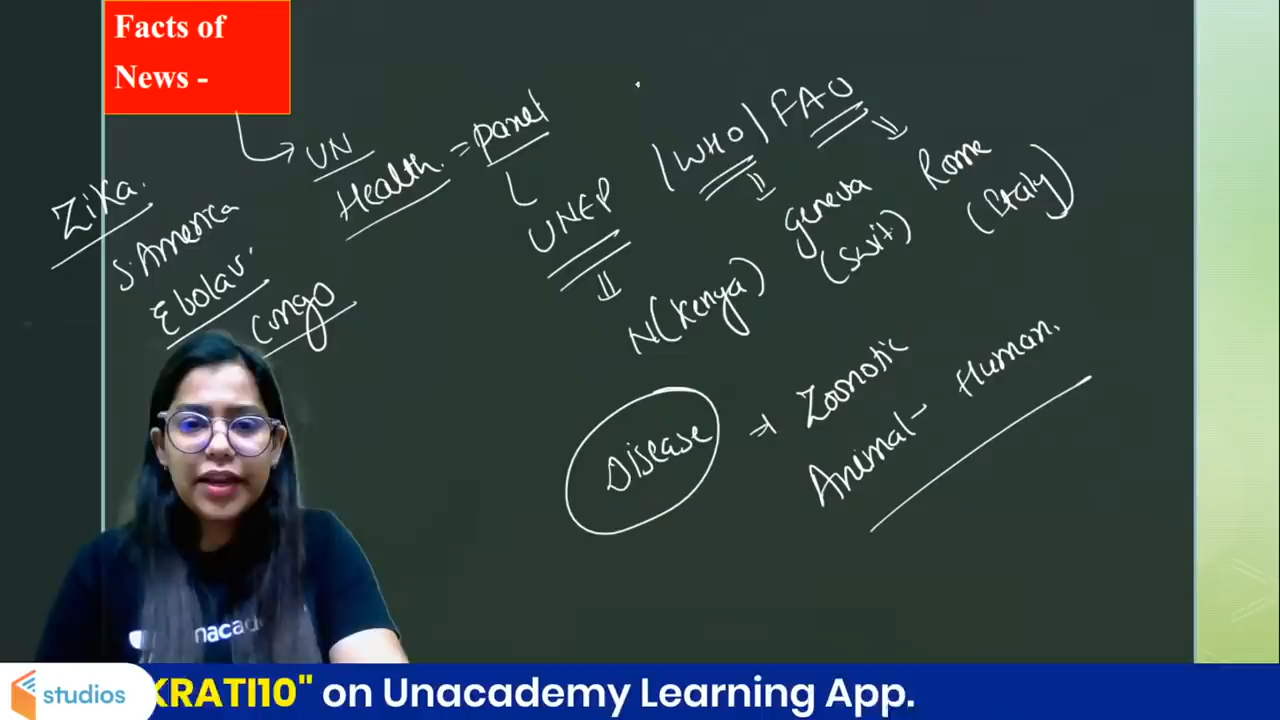 Facts of
News -
UN
Health = panel
UNEP
N(Kenya)
| WHO | FAO
Geneva
(Swit.)
Rome
(Italy)
Zika.
S.America
Ebola
Congo
Disease ⇒ Zoonotic
Animal - Human.
nacad
studios
KRATI10" on Unacademy Learning App.